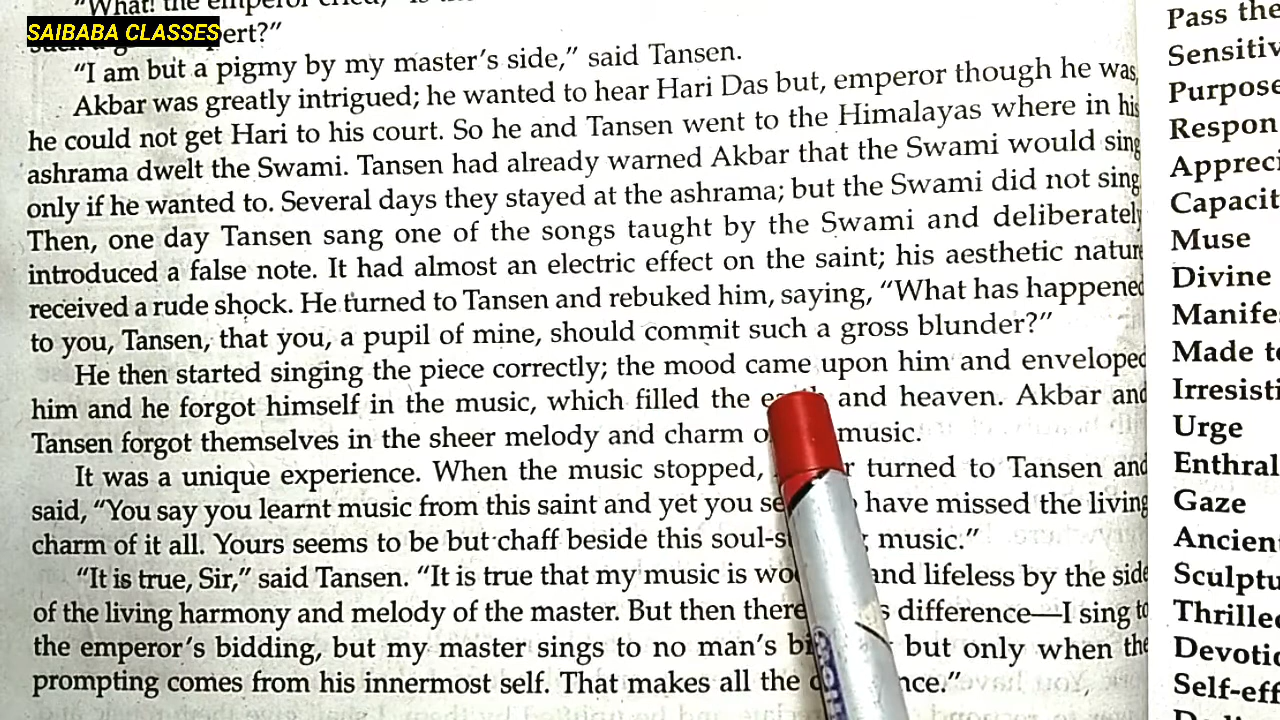 "What! the emperor cried,
SAIBABA CLASSES
"I am but a pigmy by my master's side," said Tansen.
Akbar was greatly intrigued; he wanted to hear Hari Das but, emperor though he was,
he could not get Hari to his court. So he and Tansen went to the Himalayas where in his
ashrama dwelt the Swami. Tansen had already warned Akbar that the Swami would sing
only if he wanted to. Several days they stayed at the ashrama; but the Swami did not sing.
Then, one day Tansen sang one of the songs taught by the Swami and deliberately
introduced a false note. It had almost an electric effect on the saint; his aesthetic natur
received a rude shock. He turned to Tansen and rebuked him, saying, "What has happened
to you, Tansen, that you, a pupil of mine, should commit such a gross blunder?"
He then started singing the piece correctly; the mood came upon him and enveloped
him and he forgot himself in the music, which filled the and heaven. Akbar and
Tansen forgot themselves in the sheer melody and charm music.
It was a unique experience. When the music stopped, turned to Tansen and
said, "You say you learnt music from this saint and yet you have missed the living
charm of it all. Yours seems to be but chaff beside this music."
"It is true, Sir," said Tansen. "It is true that my music is and lifeless by the side
of the living harmony and melody of the master. But then there difference—I sing to
the emperor's bidding, but my master sings to no man's but only when the
prompting comes from his innermost self. That makes all the
Pass the
Sensitiv
Purpose
Respon
Appreci
Capacit
Muse
Divine
Manifes
Made to
Irresisti
Urge
Enthral
Gaze
Ancient
Sculptu
Thrilled
Devotio
Self-eff